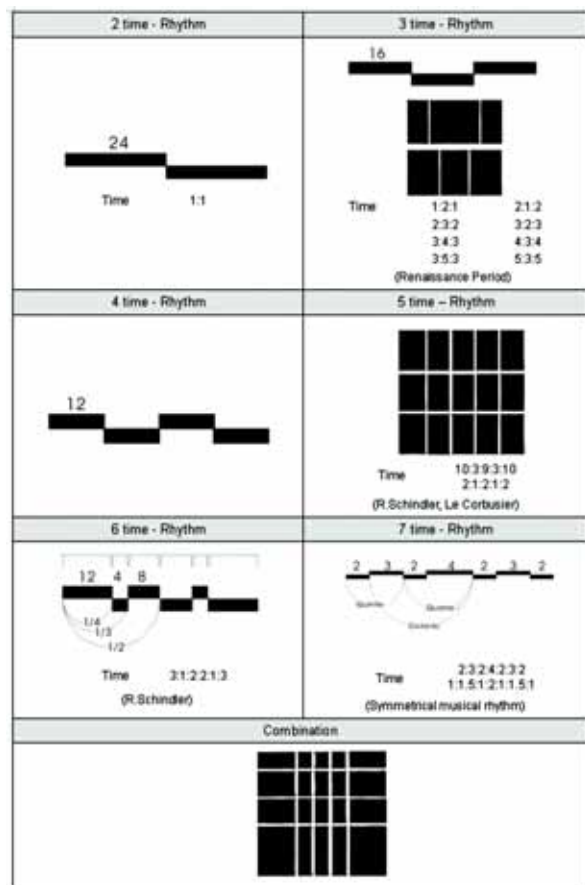 2 time - Rhythm
24
Time 1:1
3 time - Rhythm
16
Time 1:2:1 2:1:2
2:3:2 3:2:3
3:4:3 4:3:4
3:5:3 5:3:5
(Renaissance Period)
4 time - Rhythm
12
5 time – Rhythm
Time 10:3:9:3:10
2:1:2:1:2
(R.Schindler, Le Corbusier)
6 time - Rhythm
12 4 8
1/4
1/3
1/2
Time 3:1:2:2:1:3
(R.Schindler)
7 time - Rhythm
2 3 2 4 2 3 2
Time 2:3:2:4:2:3:2
1:1.5:1:2:1:1.5:1
(Symmetrical musical rhythm)
Combination